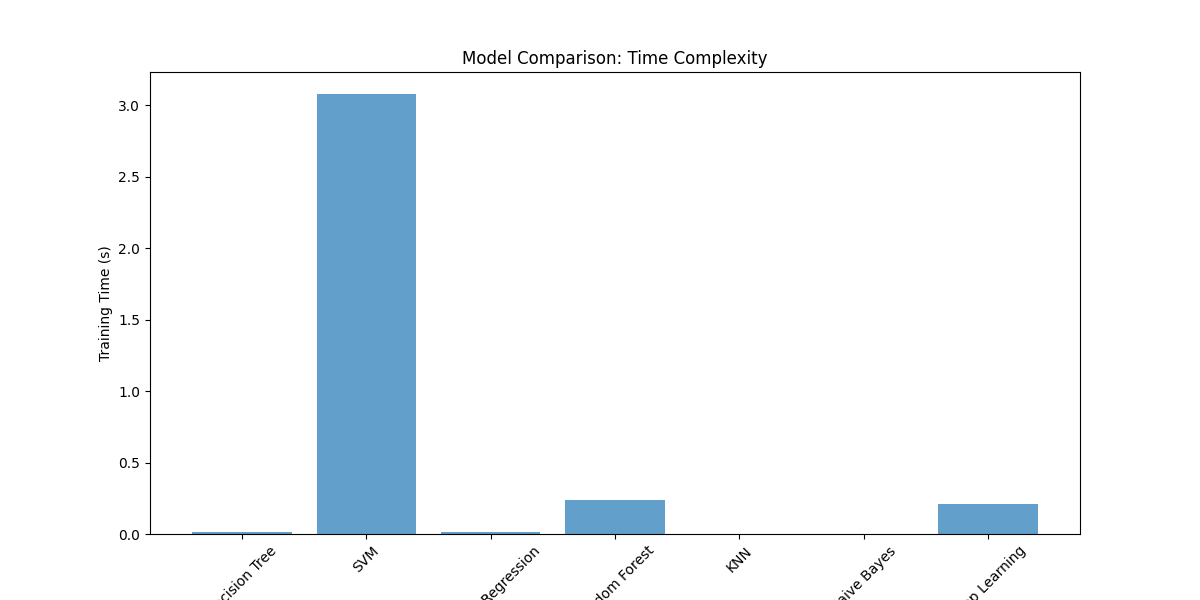 Model Comparison: Time Complexity
Training Time (s)
3.0
2.5
2.0
1.5
1.0
0.5
0.0
cision Tree
SVM
Regression
dom Forest
KNN
aive Bayes
p Learning